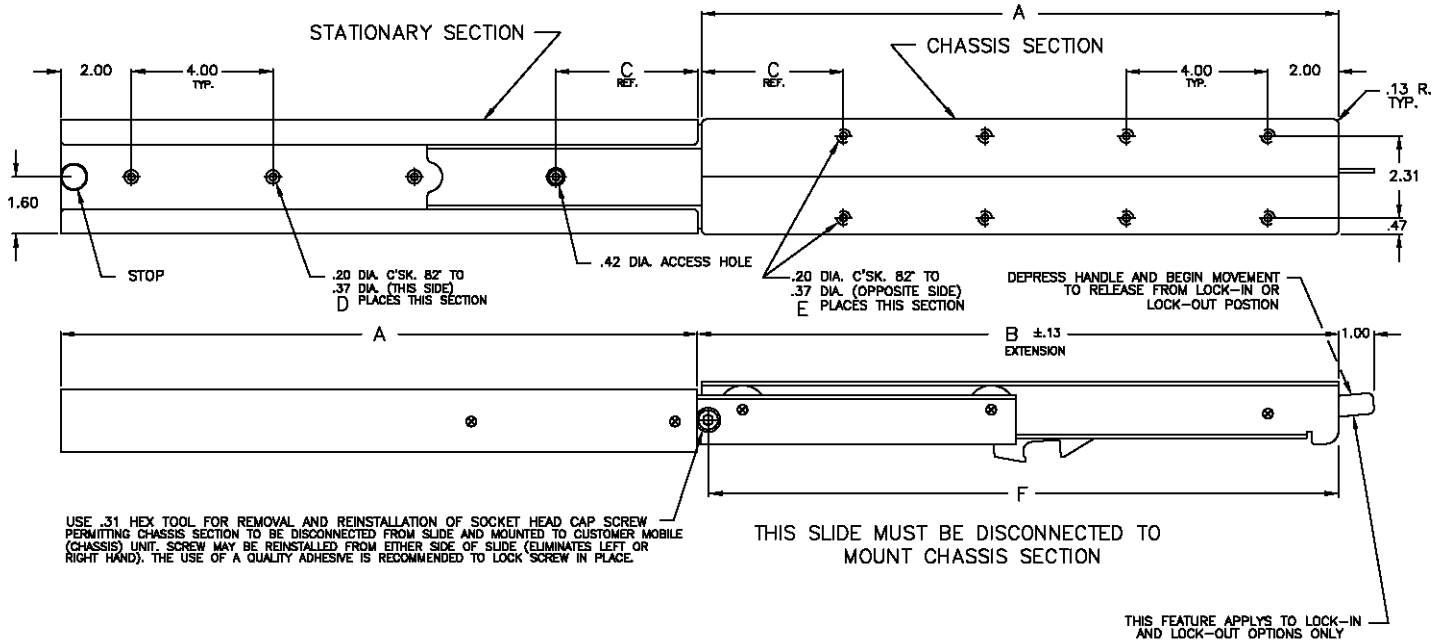 A
STATIONARY SECTION
CHASSIS SECTION
2.00
4.00
TYP.
C
REF.
C
REF.
4.00
TYP.
2.00
.13 R.
TYP.
1.60
2.31
.47
STOP
.20 DIA. C'SK. 82° TO
.37 DIA. (THIS SIDE)
D PLACES THIS SECTION
.42 DIA. ACCESS HOLE
.20 DIA. C'SK. 82° TO
.37 DIA. (OPPOSITE SIDE)
E PLACES THIS SECTION
DEPRESS HANDLE AND BEGIN MOVEMENT
TO RELEASE FROM LOCK-IN OR
LOCK-OUT POSTION
A
B ±.13
EXTENSION
1.00
F
USE .31 HEX TOOL FOR REMOVAL AND REINSTALLATION OF SOCKET HEAD CAP SCREW
PERMITTING CHASSIS SECTION TO BE DISCONNECTED FROM SLIDE AND MOUNTED TO CUSTOMER MOBILE
(CHASSIS) UNIT. SCREW MAY BE REINSTALLED FROM EITHER SIDE OF SLIDE (ELIMINATES LEFT OR
RIGHT HAND). THE USE OF A QUALITY ADHESIVE IS RECOMMENDED TO LOCK SCREW IN PLACE.
THIS SLIDE MUST BE DISCONNECTED TO
MOUNT CHASSIS SECTION
THIS FEATURE APPLYS TO LOCK-IN
AND LOCK-OUT OPTIONS ONLY